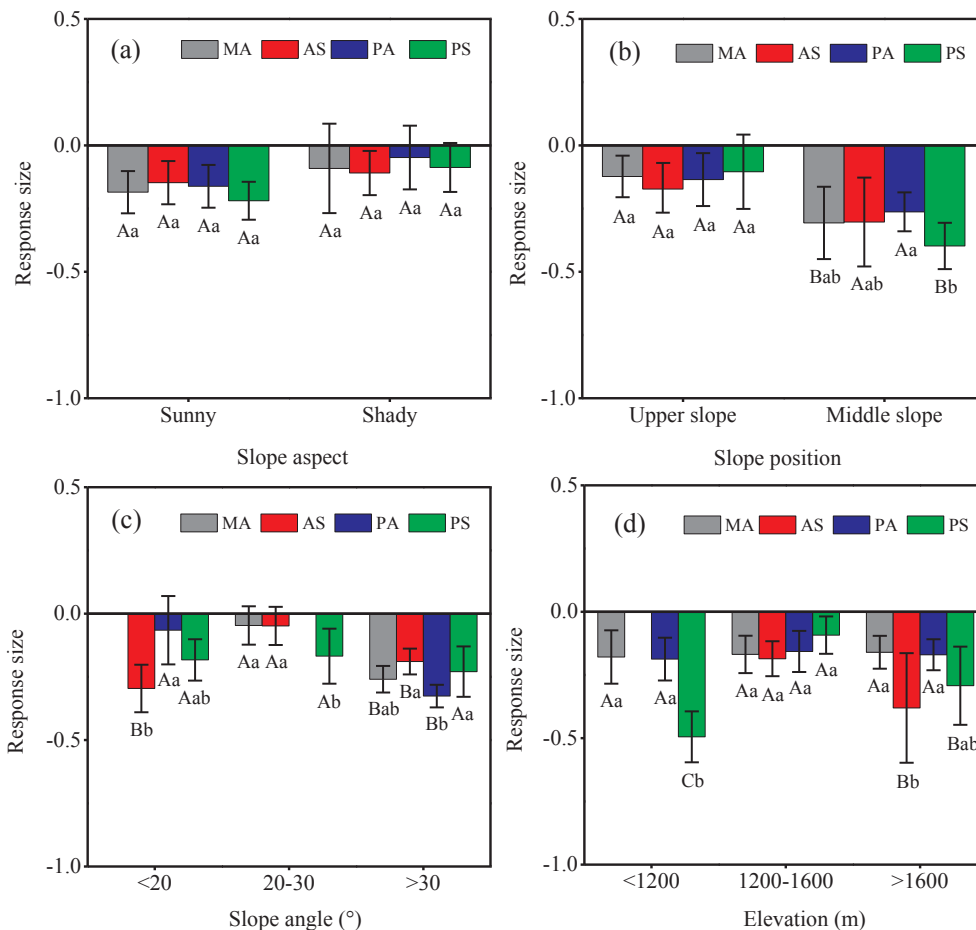 0.5
(a)
MA AS PA PS
0.0
Aa Aa Aa Aa Aa Aa Aa Aa
-0.5
-1.0
Response size
Sunny Shady
Slope aspect
0.5
(b)
MA AS PA PS
0.0
Aa Aa Aa Aa Bab Aab Aa Bb
-0.5
-1.0
Response size
Upper slope Middle slope
Slope position
0.5
(c)
MA AS PA PS
0.0
Bb Aa Aab Aa Aa Ab Bab Ba Bb Aa
-0.5
-1.0
Response size
<20 20-30 >30
Slope angle (°)
0.5
(d)
MA AS PA PS
0.0
Aa Aa Cb Aa Aa Aa Aa Aa Bb Aa Bab
-0.5
-1.0
Response size
<1200 1200-1600 >1600
Elevation (m)